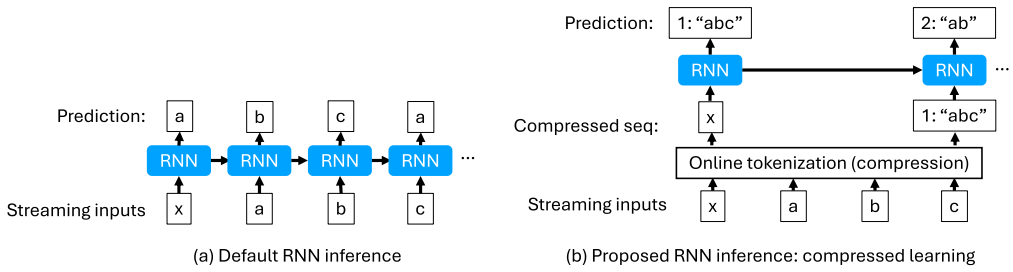 Prediction:
a
b
c
a
RNN
RNN
RNN
RNN
...
Streaming inputs
x
a
b
c
(a) Default RNN inference
Prediction:
1: “abc”
2: “ab”
RNN
RNN
...
Compressed seq:
x
1: “abc”
Online tokenization (compression)
Streaming inputs
x
a
b
c
(b) Proposed RNN inference: compressed learning